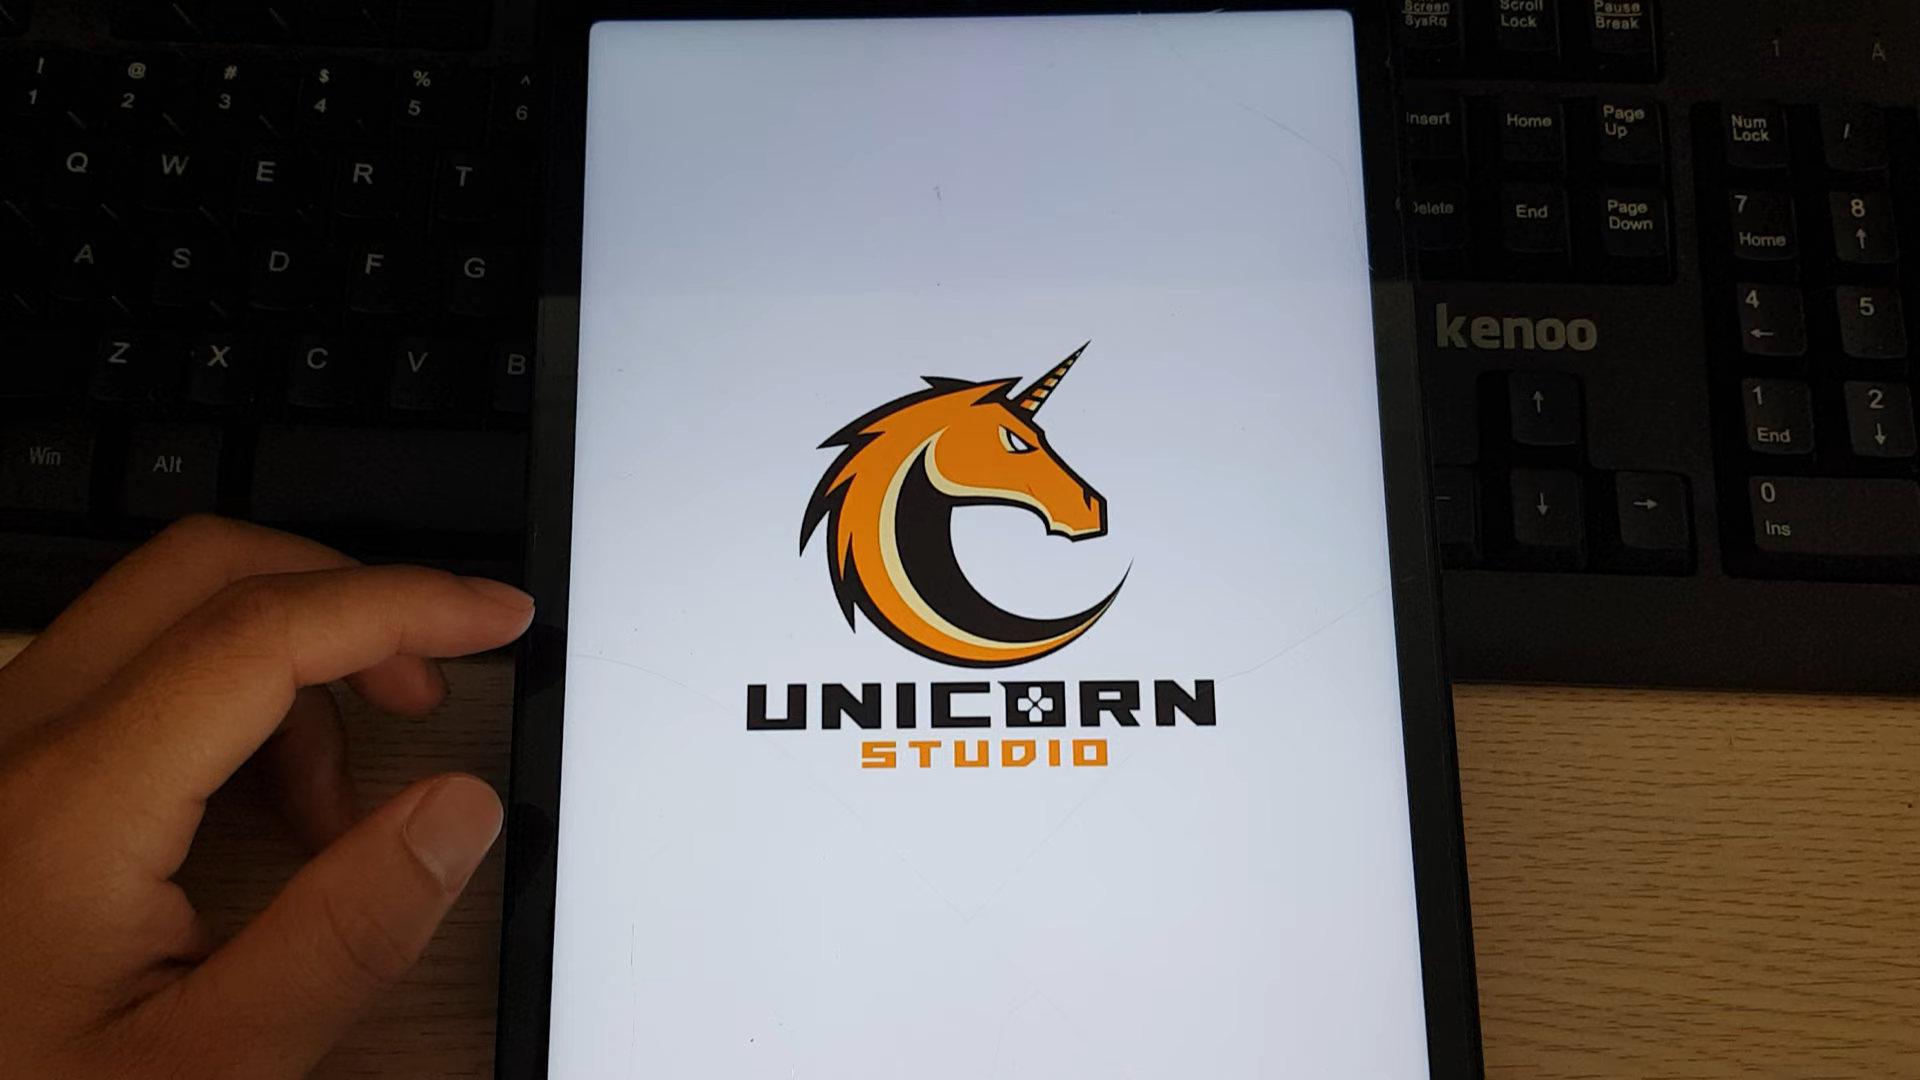 ! @ # $ % ^
1 2 3 4 5 6
Q W E R T
A S D F G
Z X C V B
Win Alt
UNICORN
STUDIO
Screen
SysRq
Scroll
Lock
Pause
Break
1 A
Insert Home Page
Up
Delete End Page
Down
kenoo
↑
↓ →
Num
Lock
/
7
Home
8
↑
4
←
5
1
End
2
↓
0
Ins